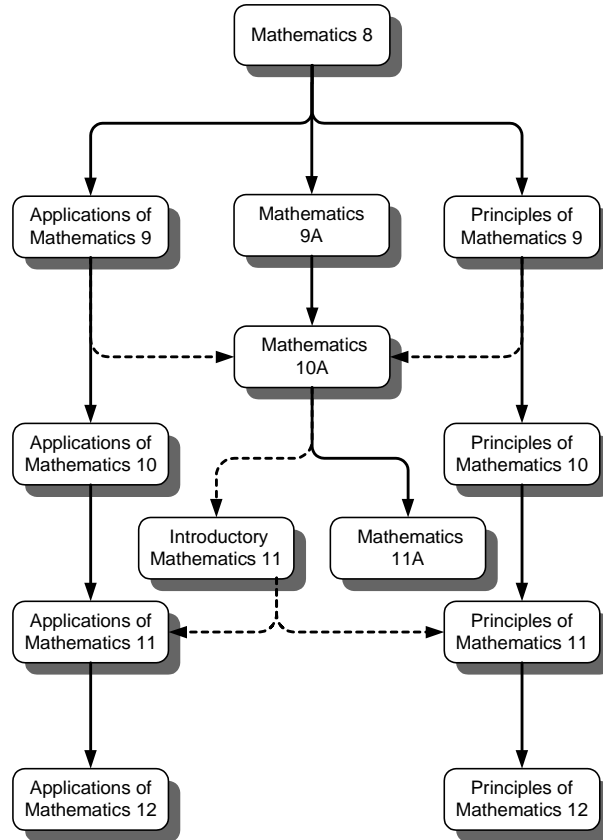 Mathematics 8
Applications of
Mathematics 9
Mathematics
9A
Principles of
Mathematics 9
Mathematics
10A
Applications of
Mathematics 10
Principles of
Mathematics 10
Introductory
Mathematics 11
Mathematics
11A
Applications of
Mathematics 11
Principles of
Mathematics 11
Applications of
Mathematics 12
Principles of
Mathematics 12